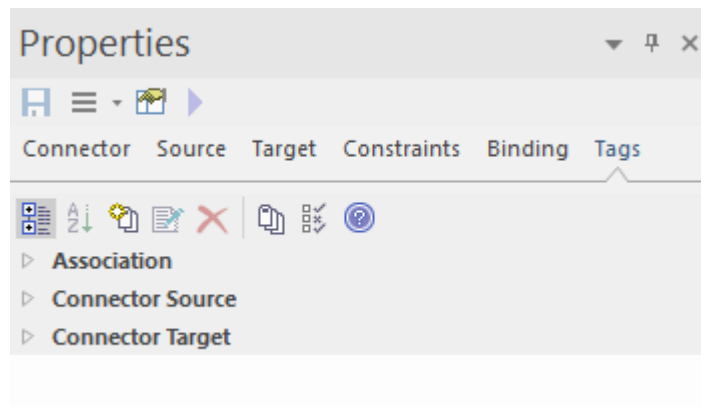 Properties
Connector Source Target Constraints Binding Tags
Association
Connector Source
Connector Target